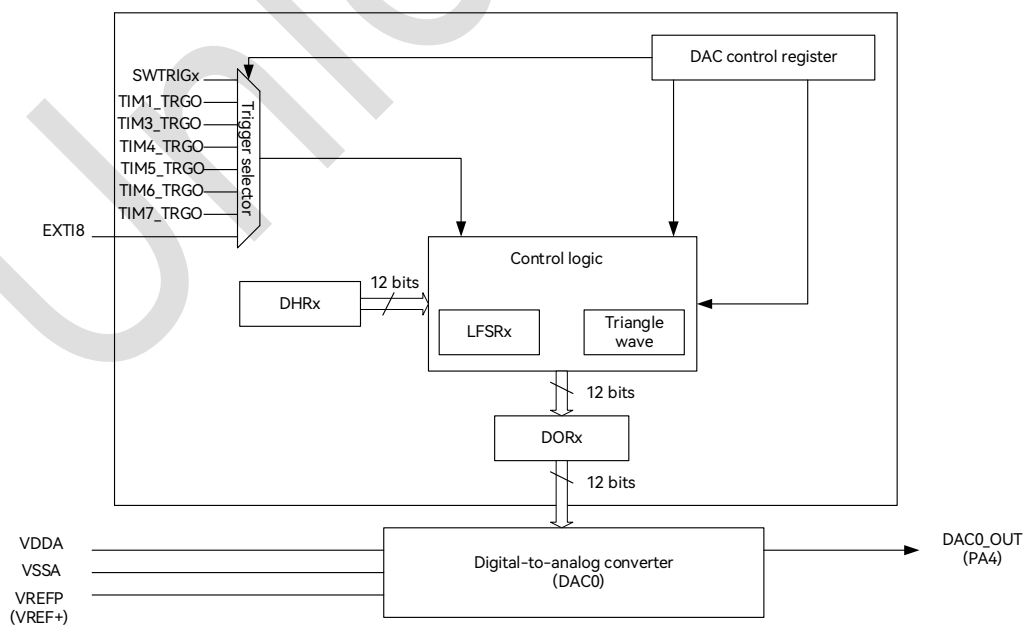 DAC control register
SWTRIGx
TIM1_TRGO
TIM3_TRGO
TIM4_TRGO
TIM5_TRGO
TIM6_TRGO
TIM7_TRGO
EXTI8
Trigger selector
Control logic
12 bits
DHRx
LFSRx
Triangle
wave
12 bits
DORx
12 bits
VDDA
VSSA
VREFP
(VREF+)
Digital-to-analog converter
(DAC0)
DAC0_OUT
(PA4)